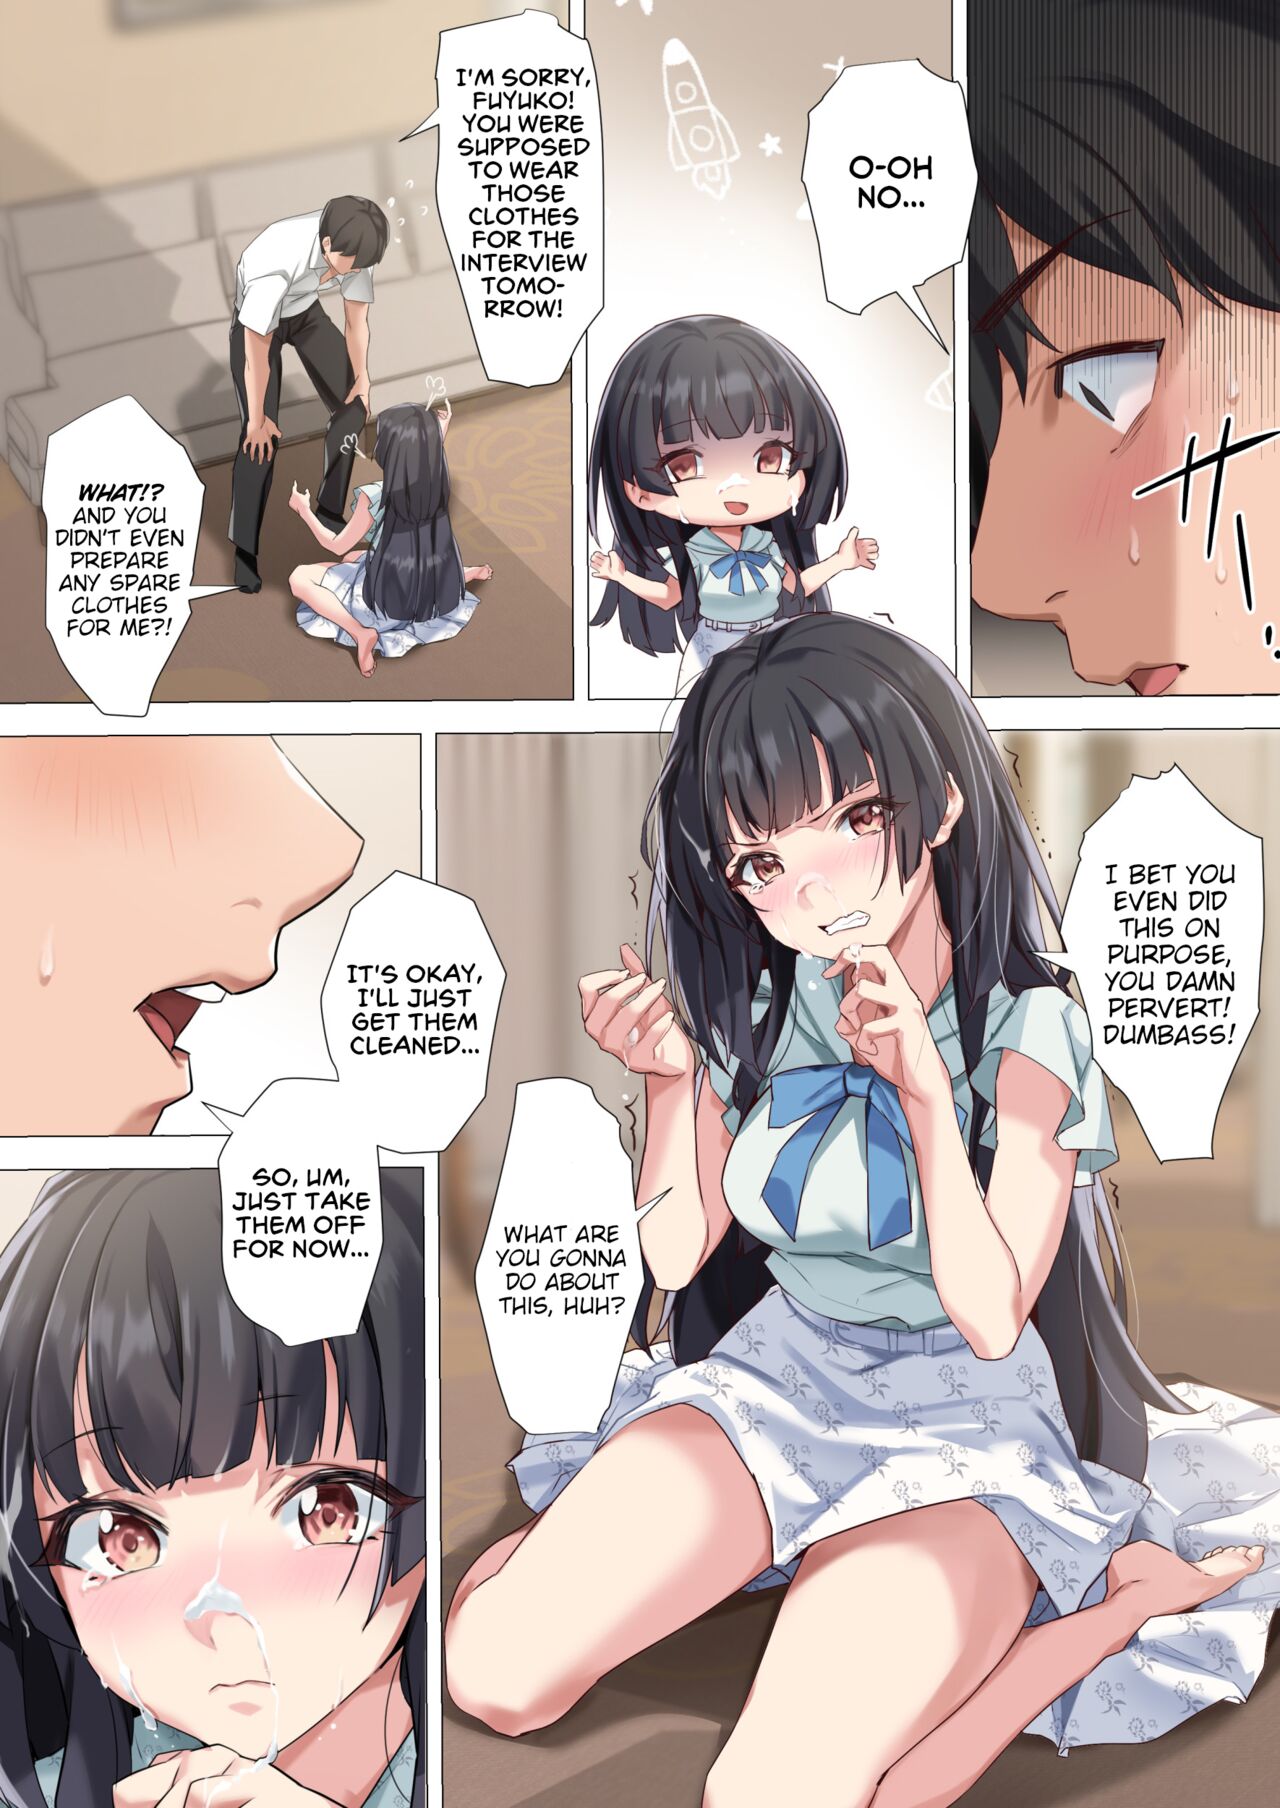 O-OH
NO...
I'M SORRY,
FUYUKO!
YOU WERE
SUPPOSED
TO WEAR
THOSE
CLOTHES
FOR THE
INTERVIEW
TOMO-
RROW!
WHAT!?
AND YOU
DIDN'T EVEN
PREPARE
ANY SPARE
CLOTHES
FOR ME?!
I BET YOU
EVEN DID
THIS ON
PURPOSE,
YOU DAMN
PERVERT!
DUMBASS!
WHAT ARE
YOU GONNA
DO ABOUT
THIS, HUH?
IT'S OKAY,
I'LL JUST
GET THEM
CLEANED...
SO, UM,
JUST TAKE
THEM OFF
FOR NOW...